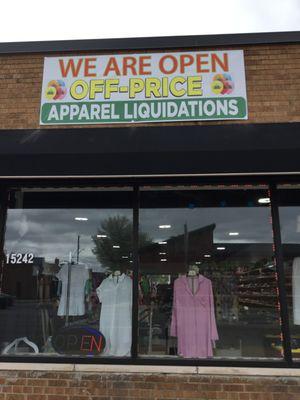 WE ARE OPEN
OFF-PRICE
APPAREL LIQUIDATIONS
15242
OPEN